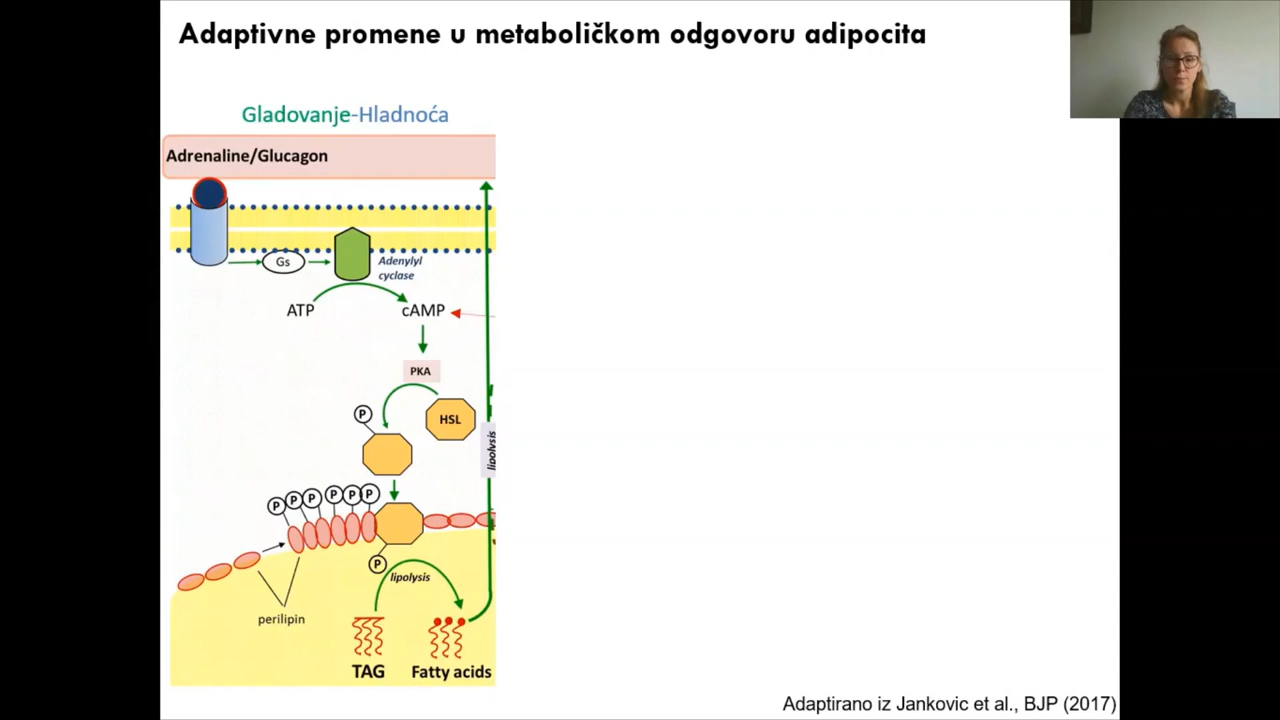 Adaptivne promene u metaboličkom odgovoru adipocita
Gladovanje-Hladnoća
Adrenaline/Glucagon
Gs
Adenylyl
cyclase
ATP
cAMP
PKA
P
HSL
lipolysis
P P P P P P
P
lipolysis
perilipin
TAG
Fatty acids
Adaptirano iz Jankovic et al., BJP (2017)